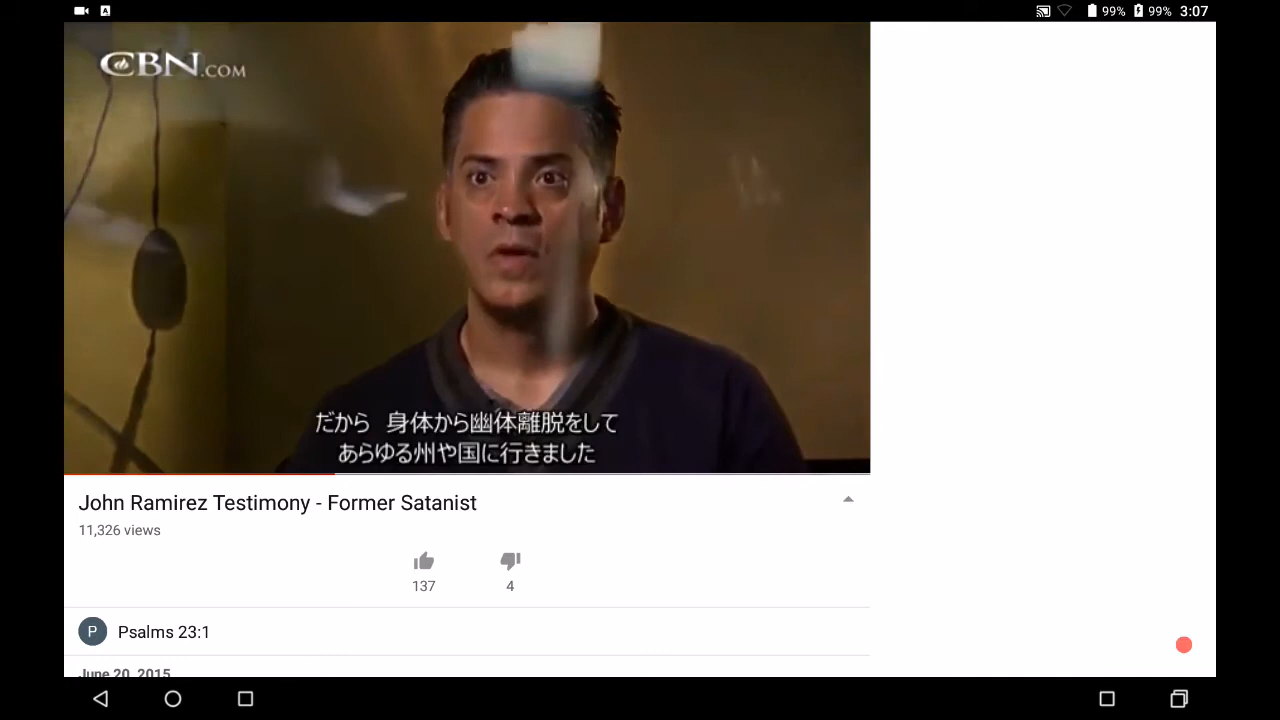 99% 99% 3:07
CBN.COM
だから 身体から幽体離脱をして
あらゆる州や国に行きました
John Ramirez Testimony - Former Satanist
11,326 views
137 4
P Psalms 23:1
June 20, 2015